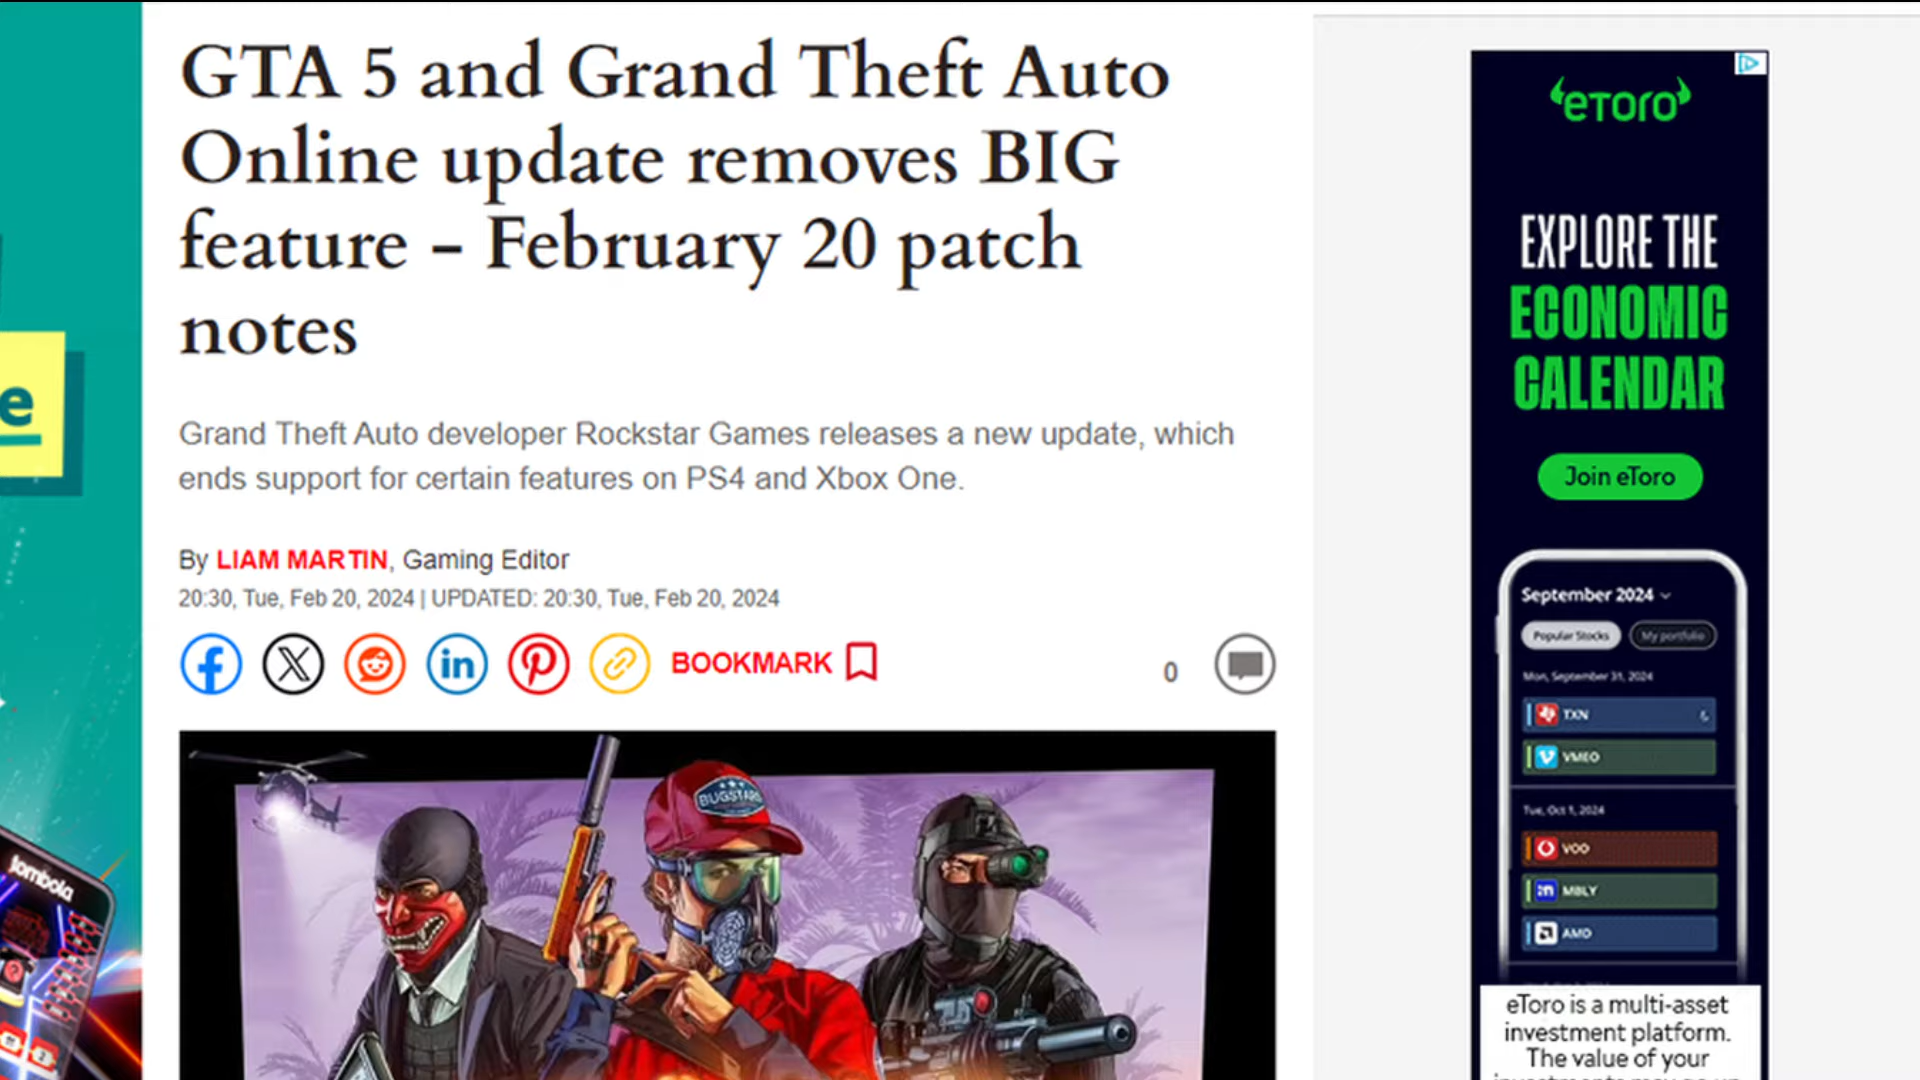 GTA 5 and Grand Theft Auto
Online update removes BIG
feature - February 20 patch
notes
Grand Theft Auto developer Rockstar Games releases a new update, which
ends support for certain features on PS4 and Xbox One.
By LIAM MARTIN, Gaming Editor
20:30, Tue, Feb 20, 2024 | UPDATED: 20:30, Tue, Feb 20, 2024
BOOKMARK
0
BUGSTARS
e
Jombola
eToro
EXPLORE THE
ECONOMIC
CALENDAR
Join eToro
September 2024
Popular Stocks My portfolio
Mon, September 31, 2024
TXN
VMEO
Tue, Oct 1, 2024
VOO
MBLY
AMD
eToro is a multi-asset
investment platform.
The value of your